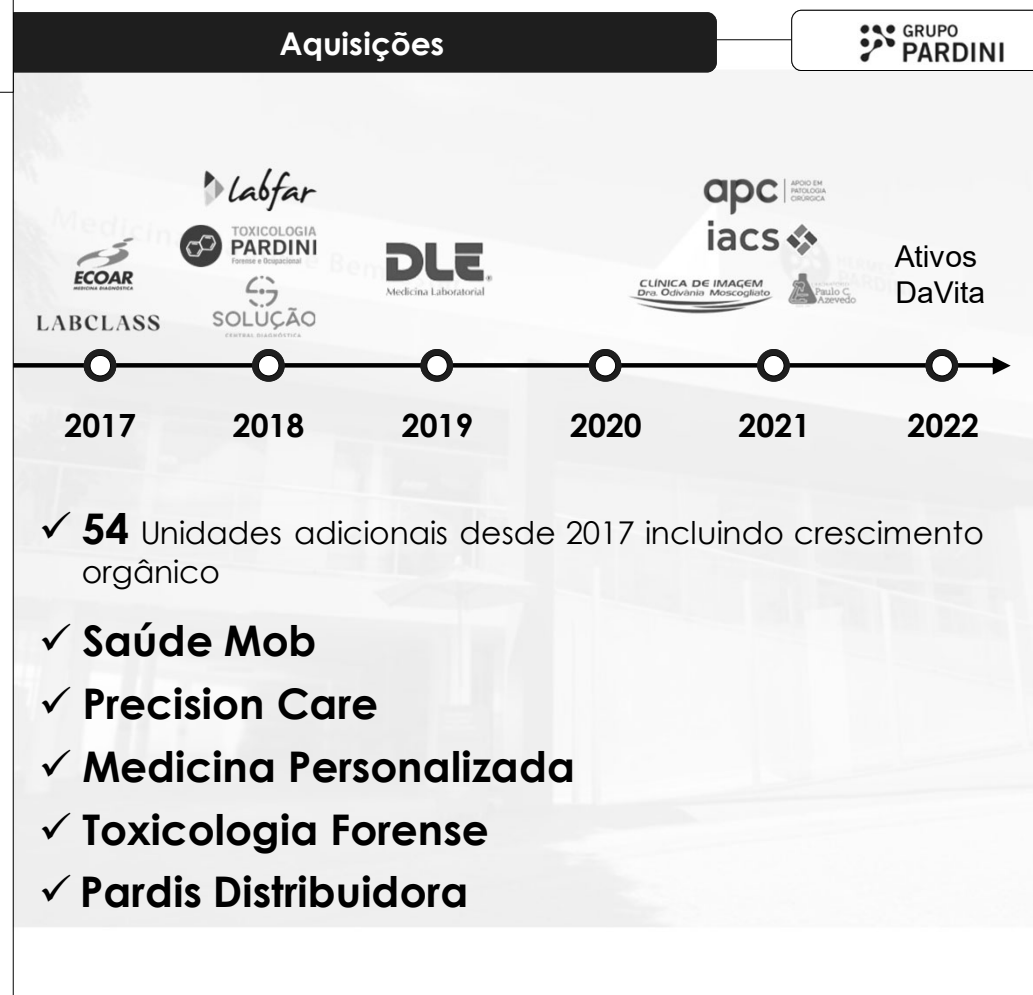 Aquisições
GRUPO
PARDINI
labfar
TOXICOLOGIA
PARDINI
Forense e Ocupacional
ECOAR
MEDICINA DIAGNÓSTICA
LABCLASS
SOLUÇÃO
CENTRAL DIAGNÓSTICA
DLE
Medicina Laboratorial
apc
APOIO EM
PATOLOGIA
CIRÚRGICA
iacs
CLÍNICA DE IMAGEM
Dra. Odivânia Moscogliato
Paulo C.
Azevedo
Ativos
DaVita
2017 2018 2019 2020 2021 2022
✓ 54 Unidades adicionais desde 2017 incluindo crescimento
orgânico
✓ Saúde Mob
✓ Precision Care
✓ Medicina Personalizada
✓ Toxicologia Forense
✓ Pardis Distribuidora